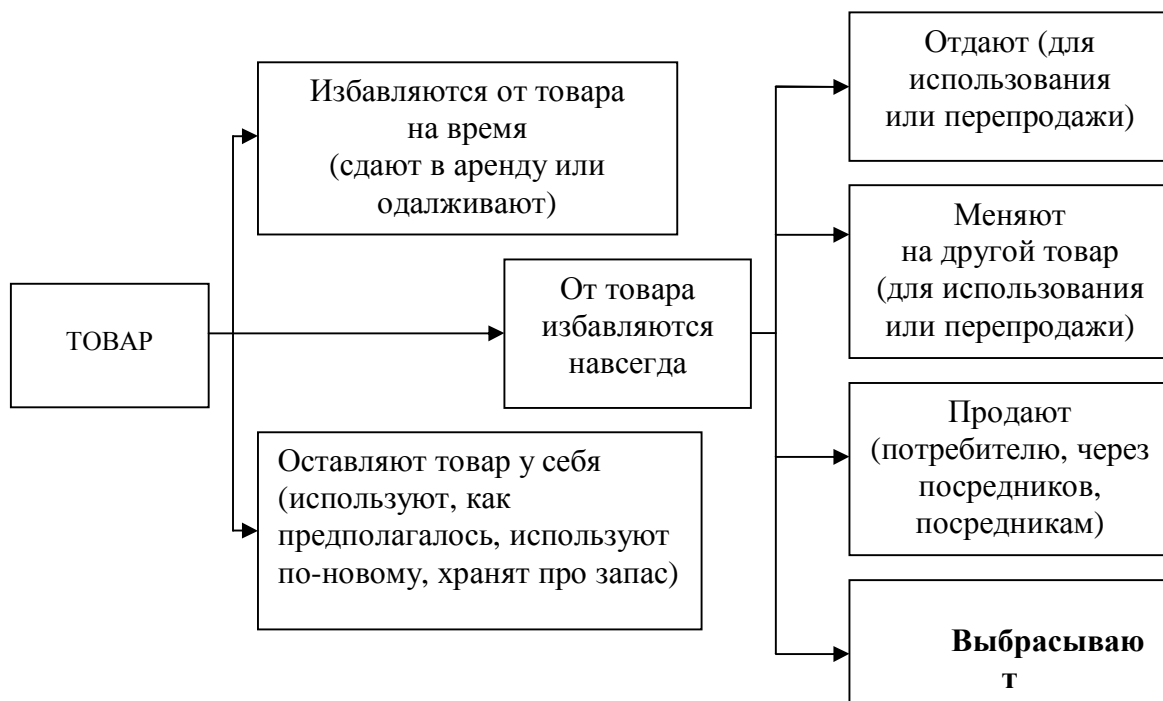 ТОВАР
Избавляются от товара
на время
(сдают в аренду или
одалживают)
От товара
избавляются
навсегда
Оставляют товар у себя
(используют, как
предполагалось, используют
по-новому, хранят про запас)
Отдают (для
использования
или перепродажи)
Меняют
на другой товар
(для использования
или перепродажи)
Продают
(потребителю, через
посредников,
посредникам)
Выбрасываю
т